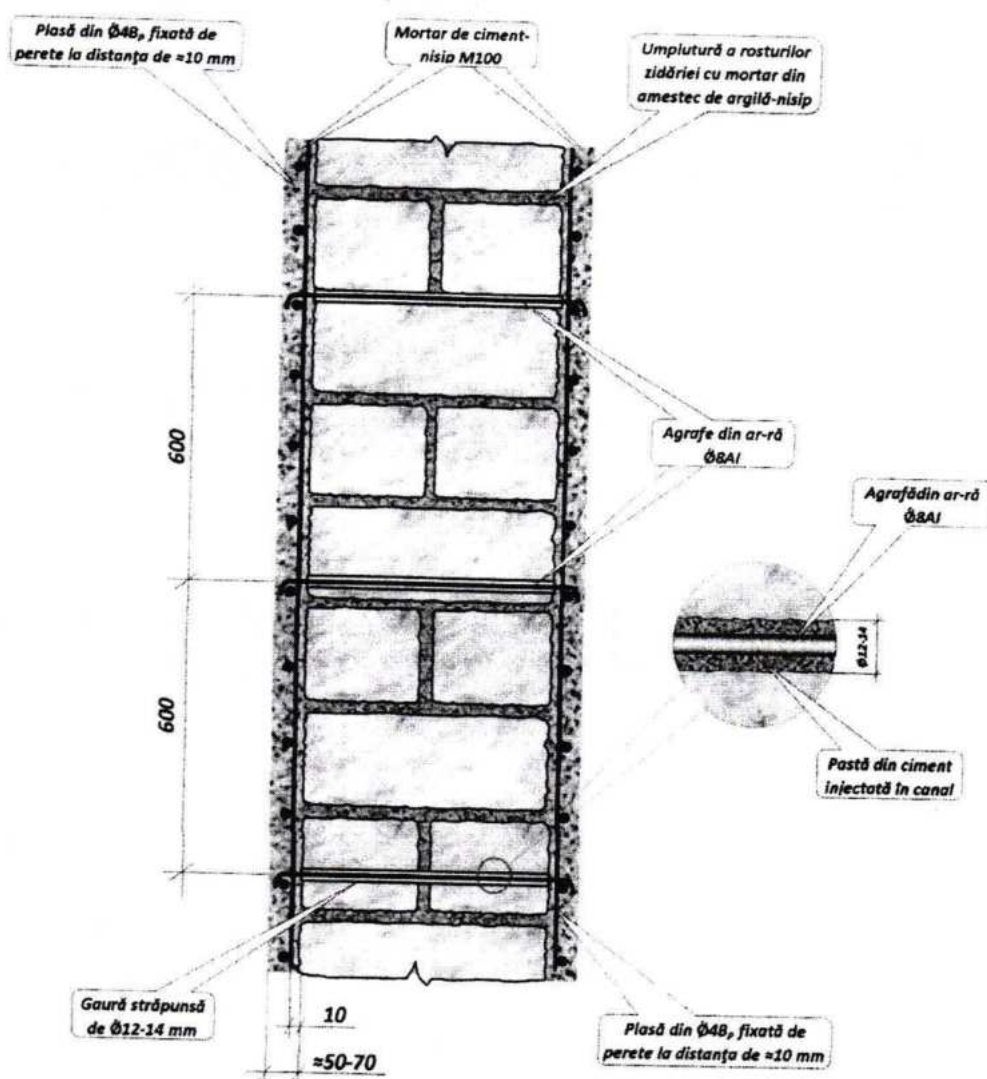 Plasă din Ø4Bₚ, fixată de
perete la distanța de ≈10 mm
Mortar de ciment-
nisip M100
Umplutură a rosturilor
zidăriei cu mortar din
amestec de argilă-nisip
600
Agrafe din ar-ră
Ø8AI
Agrafădin ar-ră
Ø8AI
Ø12-14
600
Pastă din ciment
injectată în canal
Gaură străpunsă
de Ø12-14 mm
10
≈50-70
Plasă din Ø4Bₚ, fixată de
perete la distanța de ≈10 mm